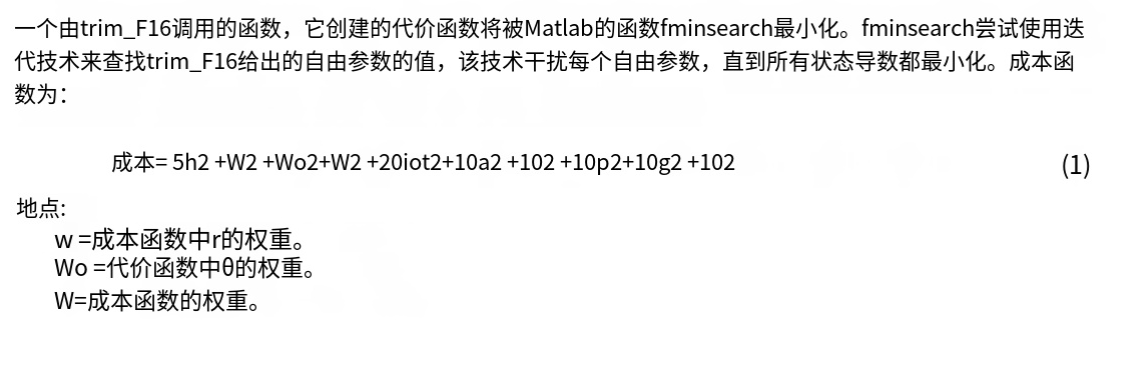 一个由trim_F16调用的函数，它创建的代价函数将被Matlab的函数fminsearch最小化。fminsearch尝试使用迭
代技术来查找trim_F16给出的自由参数的值，该技术干扰每个自由参数，直到所有状态导数都最小化。成本函
数为：
成本= 5h2 +W2 +Wo2+W2 +20iot2+10a2 +102 +10p2+10g2 +102 (1)
地点:
w =成本函数中r的权重。
Wo =代价函数中θ的权重。
W=成本函数的权重。